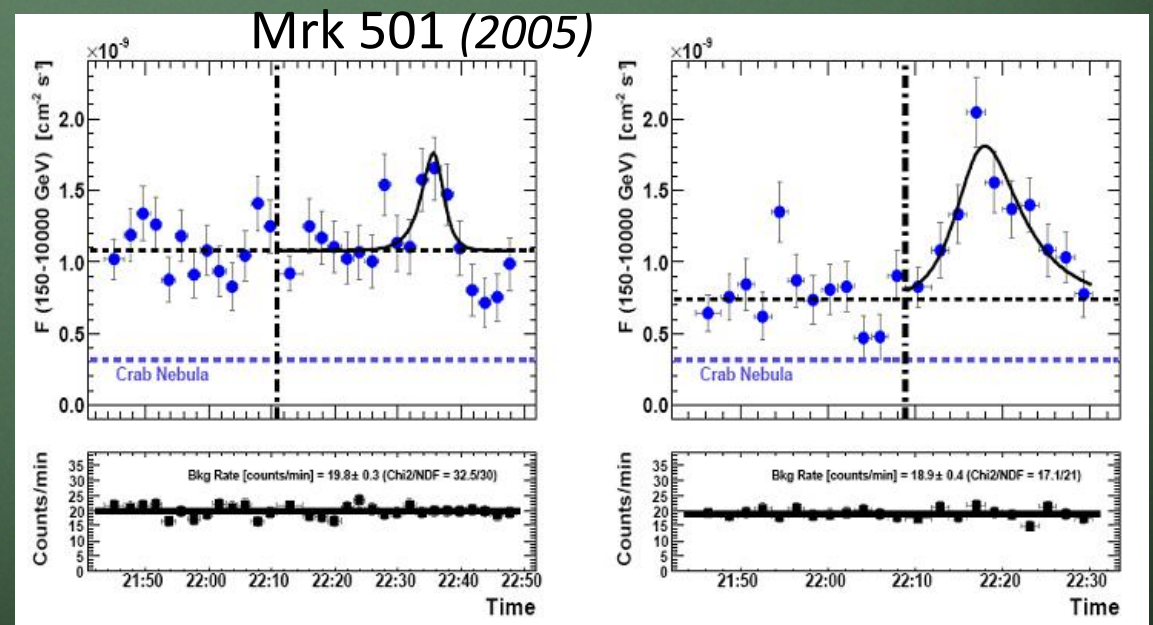 Mrk 501 (2005)
×10⁻⁹
F (150-10000 GeV) [cm⁻² s⁻¹]
2.0
1.5
1.0
0.5
0.0
Crab Nebula
Counts/min
35
30
25
20
15
10
5
0
Bkg Rate [counts/min] = 19.8± 0.3 (Chi2/NDF = 32.5/30)
21:50 22:00 22:10 22:20 22:30 22:40 22:50
Time
×10⁻⁹
F (150-10000 GeV) [cm⁻² s⁻¹]
2.0
1.5
1.0
0.5
0.0
Crab Nebula
Counts/min
35
30
25
20
15
10
5
0
Bkg Rate [counts/min] = 18.9± 0.4 (Chi2/NDF = 17.1/21)
21:50 22:00 22:10 22:20 22:30
Time